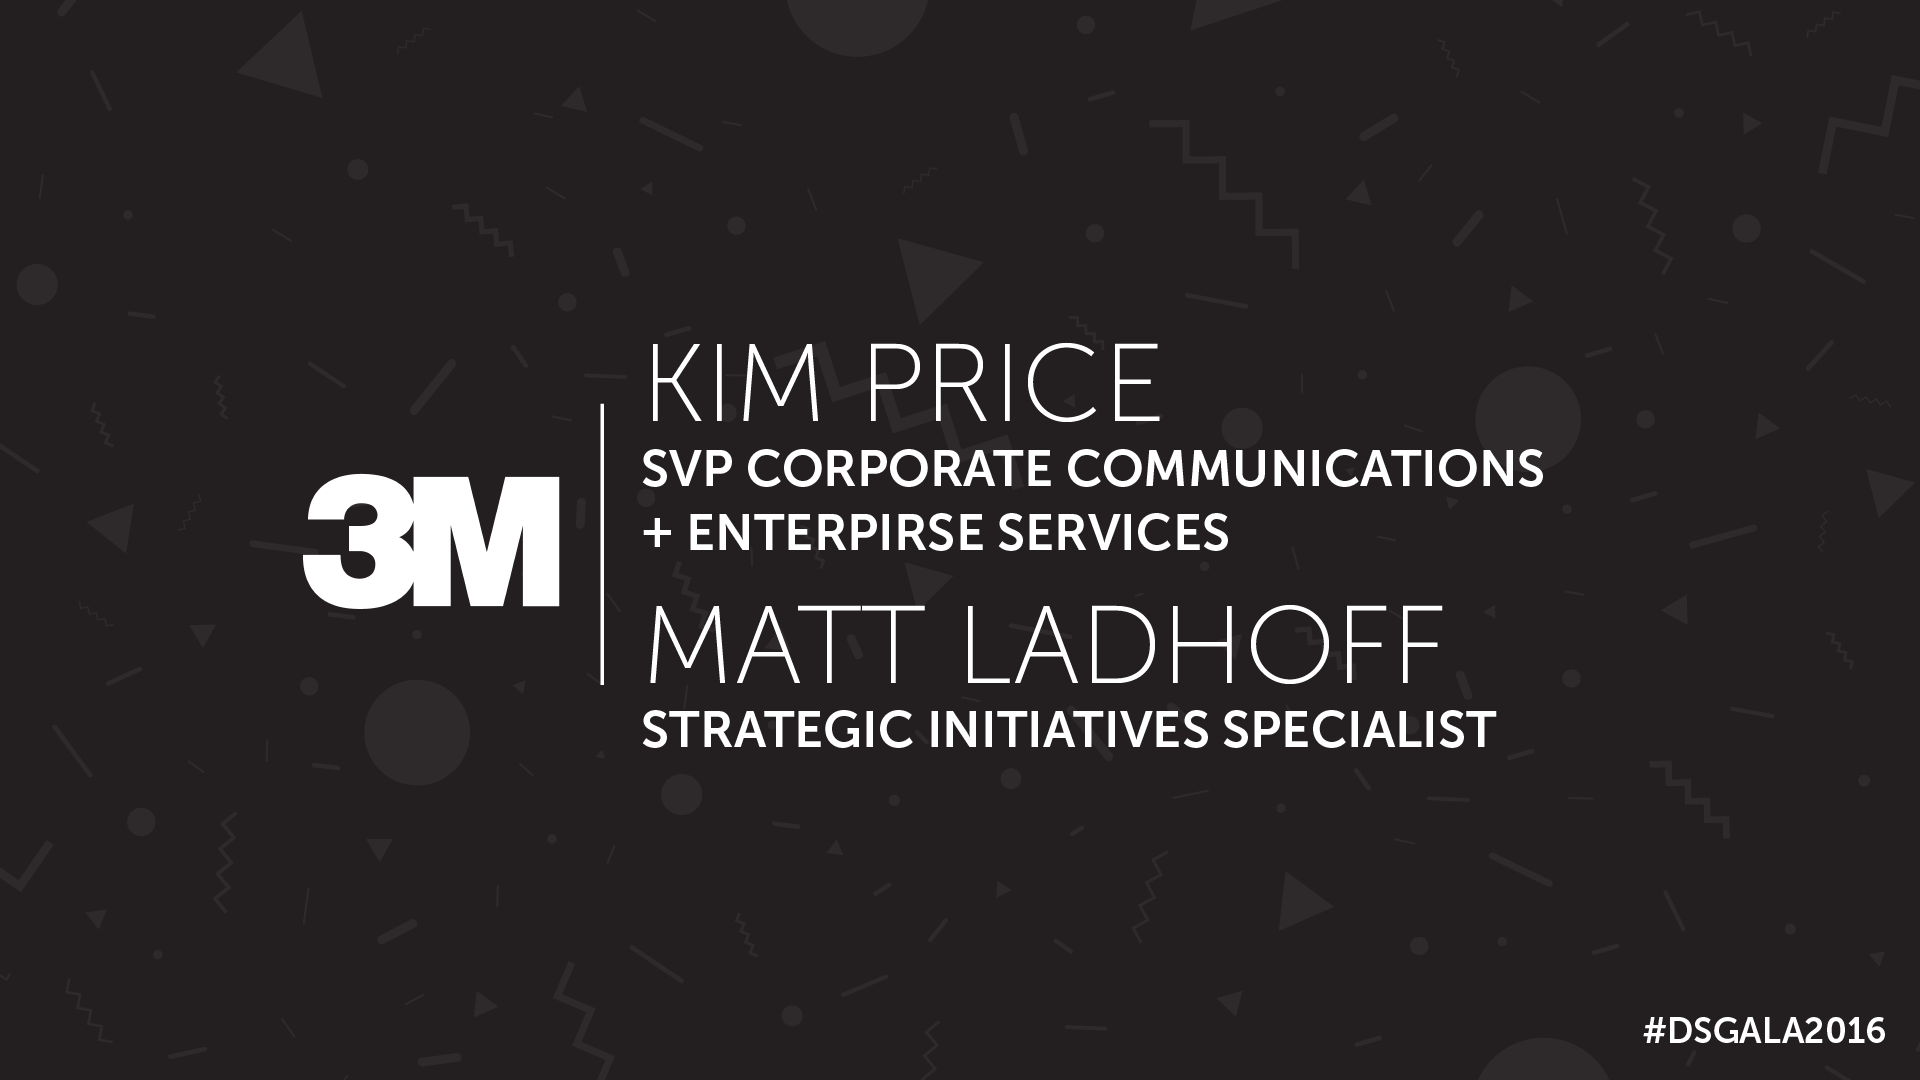 3M
KIM PRICE
SVP CORPORATE COMMUNICATIONS
+ ENTERPIRSE SERVICES
MATT LADHOFF
STRATEGIC INITIATIVES SPECIALIST
#DSGALA2016